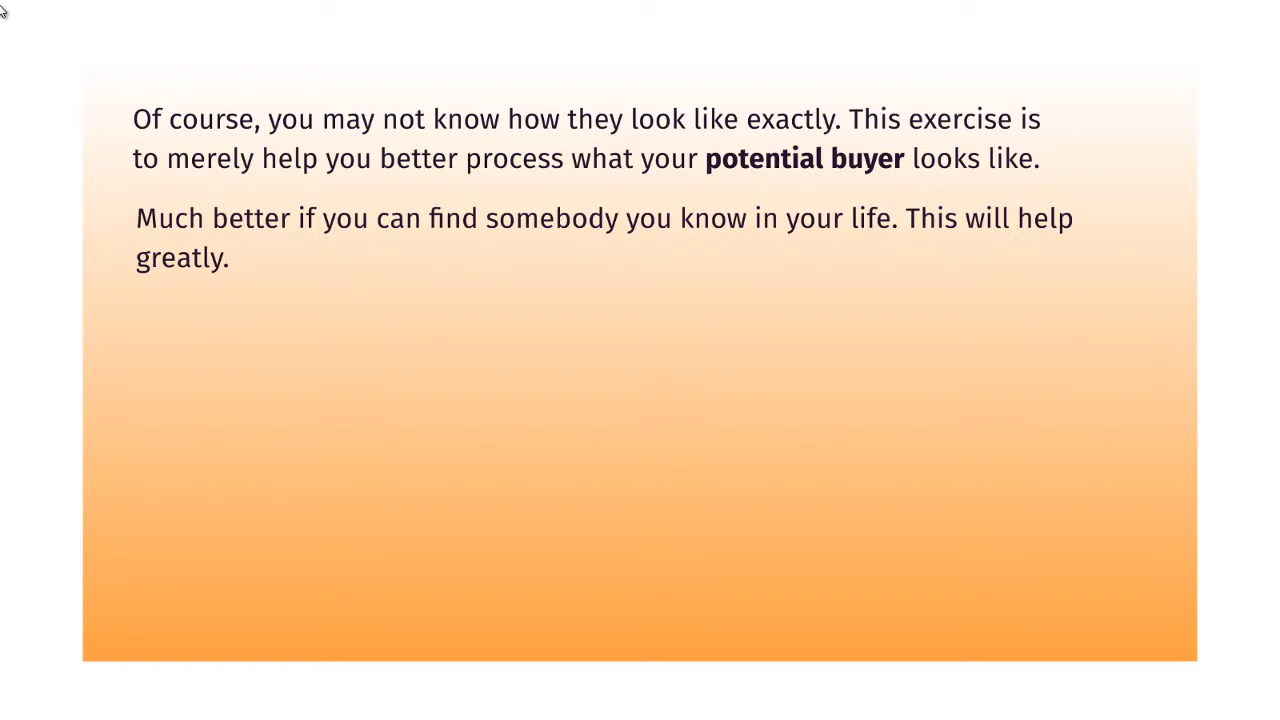 Of course, you may not know how they look like exactly. This exercise is
to merely help you better process what your potential buyer looks like.
Much better if you can find somebody you know in your life. This will help
greatly.